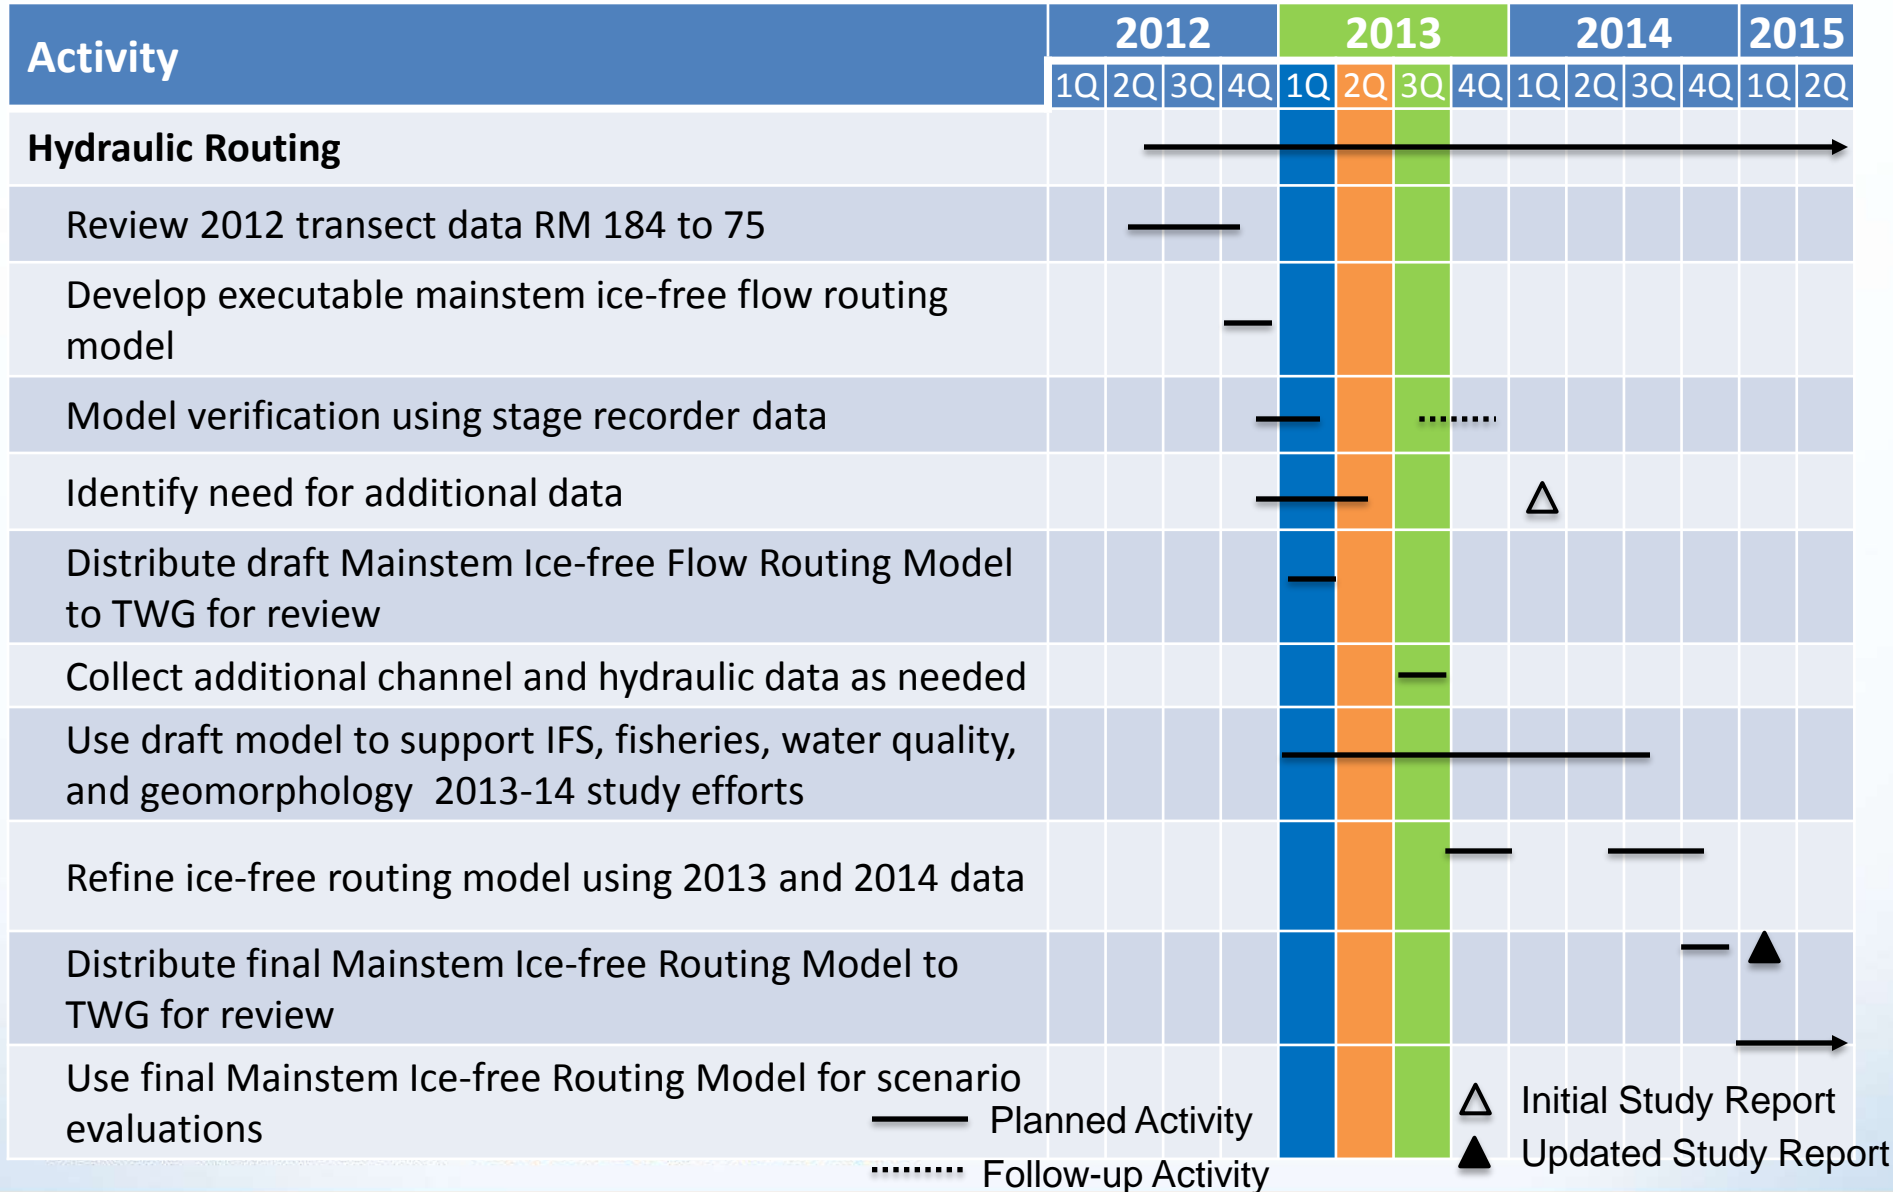 Activity
2012 2013 2014 2015
1Q 2Q 3Q 4Q 1Q 2Q 3Q 4Q 1Q 2Q 3Q 4Q 1Q 2Q
Hydraulic Routing
Review 2012 transect data RM 184 to 75
Develop executable mainstem ice-free flow routing
model
Model verification using stage recorder data
Identify need for additional data
Distribute draft Mainstem Ice-free Flow Routing Model
to TWG for review
Collect additional channel and hydraulic data as needed
Use draft model to support IFS, fisheries, water quality,
and geomorphology 2013-14 study efforts
Refine ice-free routing model using 2013 and 2014 data
Distribute final Mainstem Ice-free Routing Model to
TWG for review
Use final Mainstem Ice-free Routing Model for scenario
evaluations
Planned Activity
Follow-up Activity
Initial Study Report
Updated Study Report